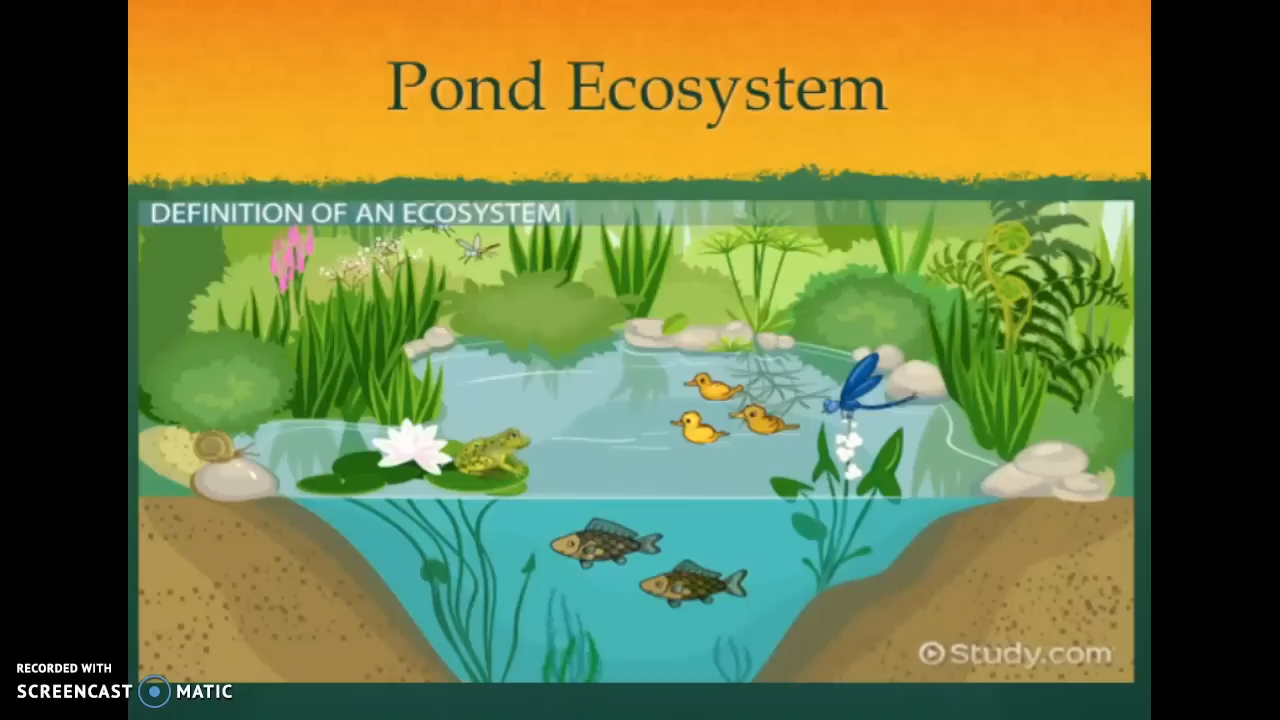 Pond Ecosystem
DEFINITION OF AN ECOSYSTEM
Study.com
RECORDED WITH
SCREENCAST MATIC